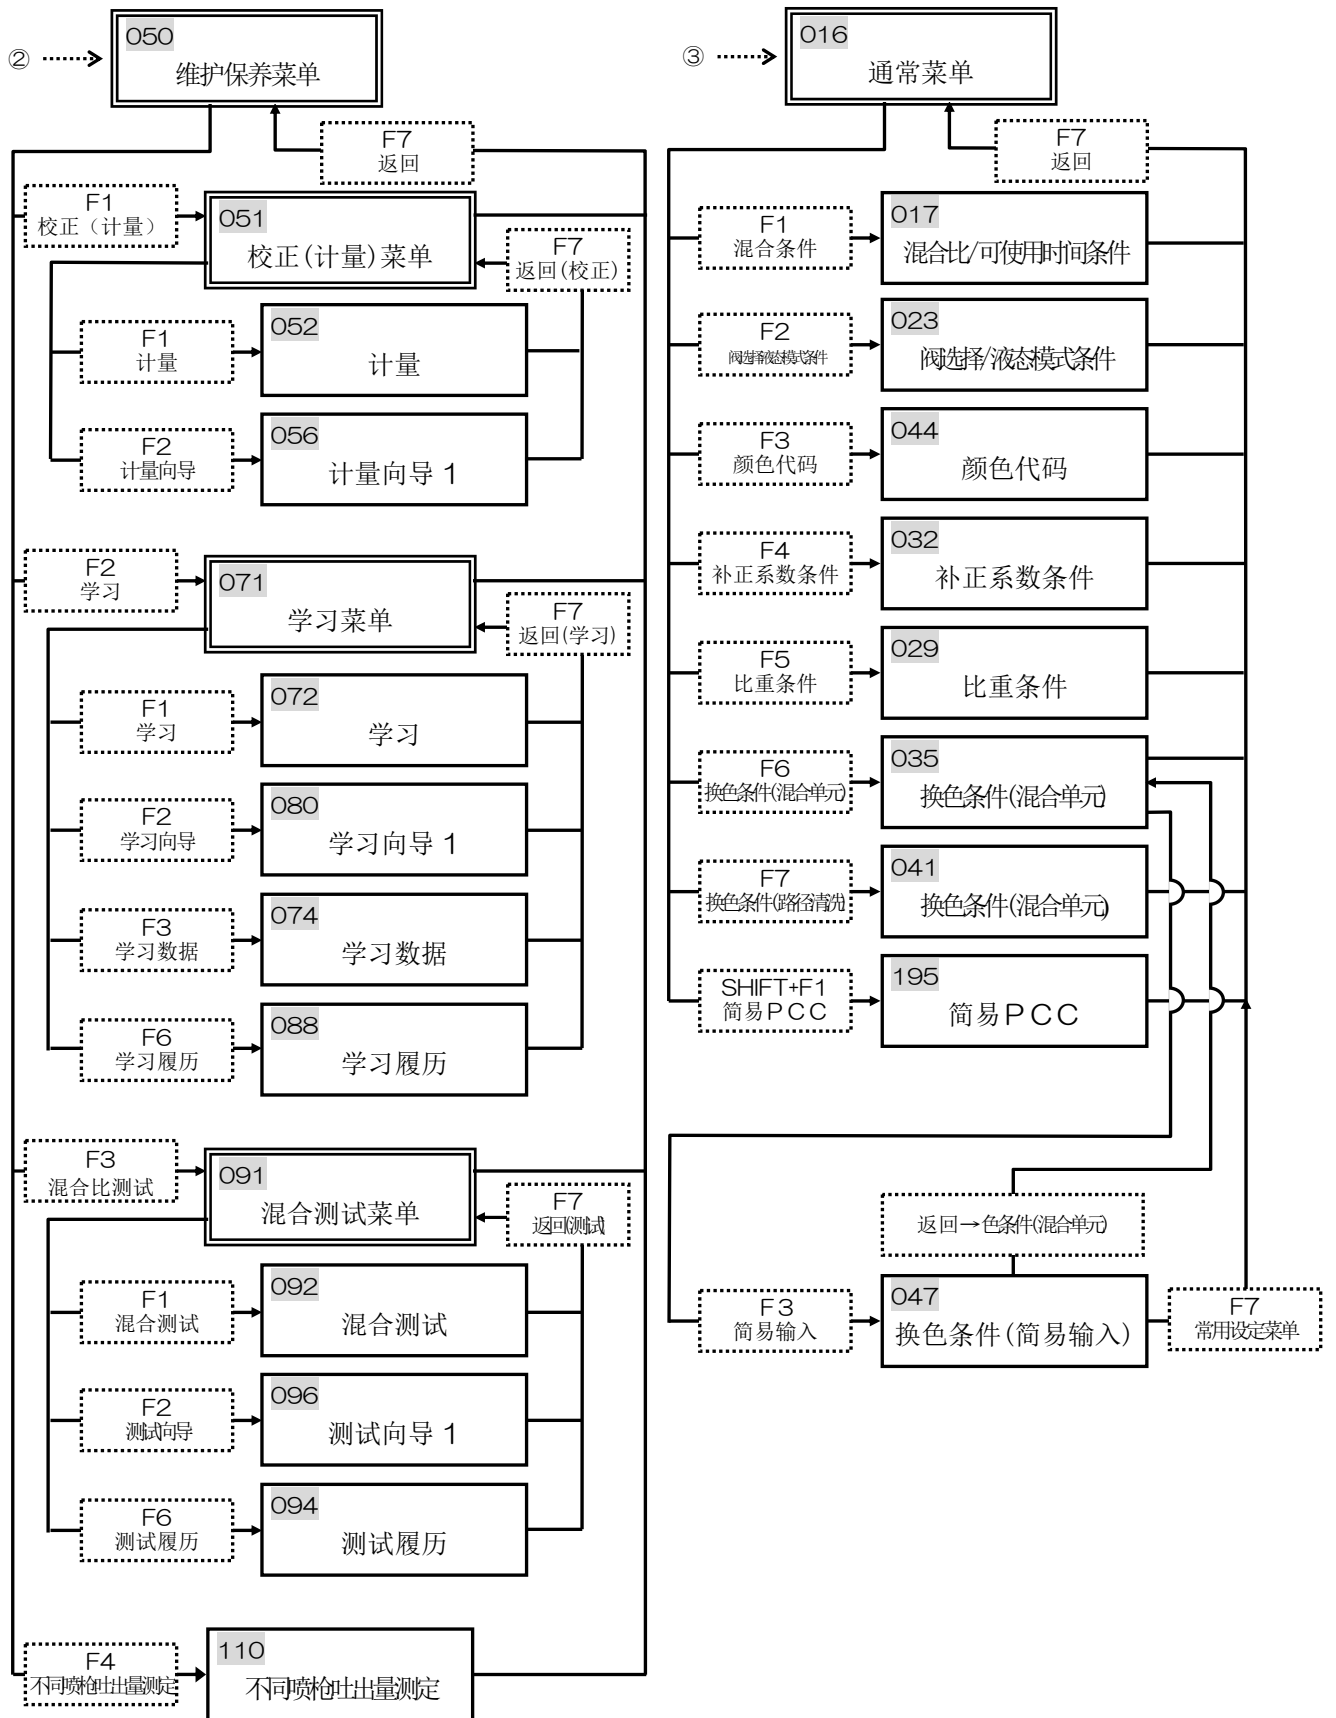 ②
050
维护保养菜单
F7
返回
F1
校正（计量）
051
校正(计量)菜单
F7
返回(校正)
F1
计量
052
计量
F2
计量向导
056
计量向导 1
F2
学习
071
学习菜单
F7
返回(学习)
F1
学习
072
学习
F2
学习向导
080
学习向导 1
F3
学习数据
074
学习数据
F6
学习履历
088
学习履历
F3
混合比测试
091
混合测试菜单
F7
返回(测试)
F1
混合测试
092
混合测试
F2
测试向导
096
测试向导 1
F6
测试履历
094
测试履历
F4
不同喷枪吐出量测定
110
不同喷枪吐出量测定
③
016
通常菜单
F7
返回
F1
混合条件
017
混合比/可使用时间条件
F2
阀选择/液态模式条件
023
阀选择/液态模式条件
F3
颜色代码
044
颜色代码
F4
补正系数条件
032
补正系数条件
F5
比重条件
029
比重条件
F6
换色条件(混合单元)
035
换色条件(混合单元)
F7
换色条件(路径清洗)
041
换色条件(混合单元)
SHIFT+F1
简易ＰＣＣ
195
简易ＰＣＣ
返回→色条件(混合单元)
F3
简易输入
047
换色条件(简易输入)
F7
常用设定菜单